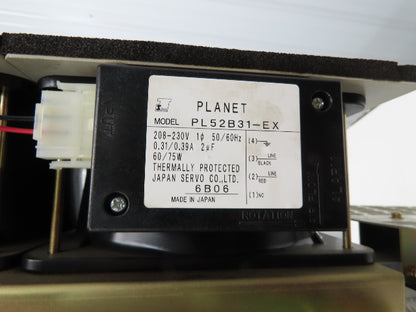 PLANET
MODEL PL52B31-EX
208-230V 1φ 50/60Hz
0.31/0.39A 2μF
60/75W
THERMALLY PROTECTED
JAPAN SERVO CO.,LTD.
6B06
MADE IN JAPAN
(4)
(3) LINE BLACK
(2) LINE RED
(1) NO
ROTATION